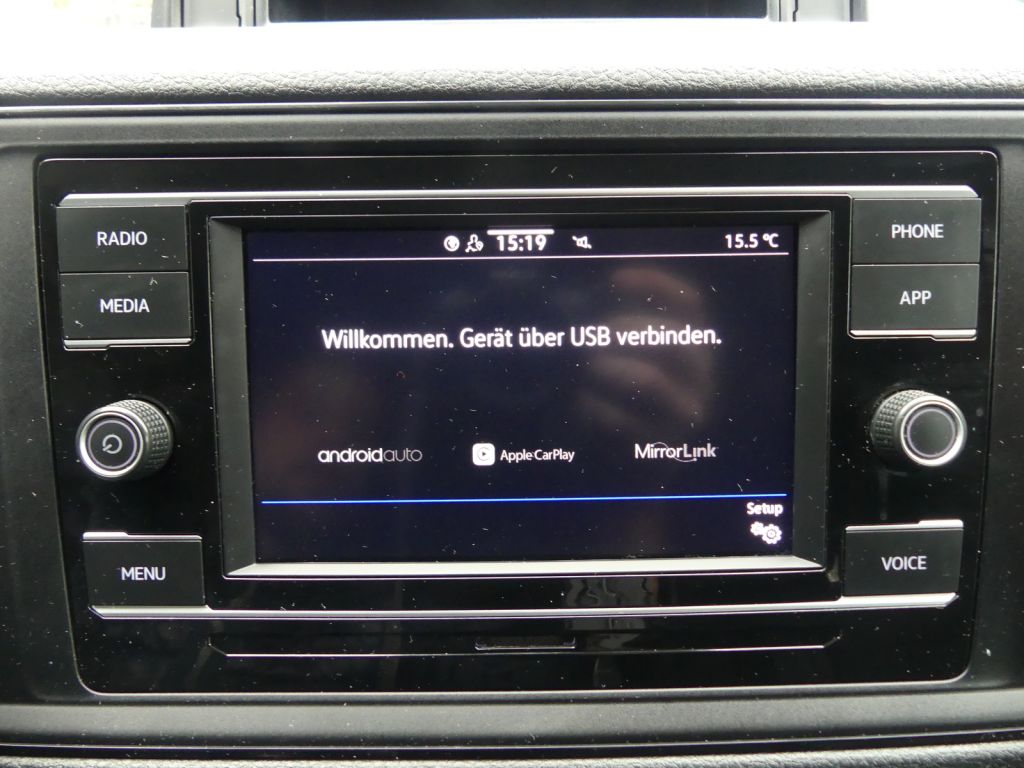 RADIO
MEDIA
MENU
15:19
15.5 °C
Willkommen. Gerät über USB verbinden.
androidauto
Apple CarPlay
MirrorLink
Setup
PHONE
APP
VOICE